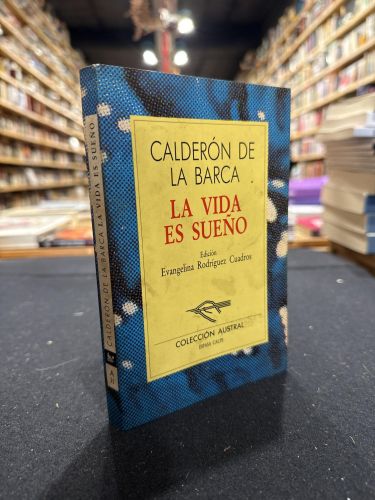 CALDERÓN DE
LA BARCA
LA VIDA
ES SUEÑO
Edición
Evangelina Rodríguez Cuadros
COLECCIÓN AUSTRAL
ESPASA CALPE
CALDERÓN DE LA BARCA LA VIDA ES SUEÑO